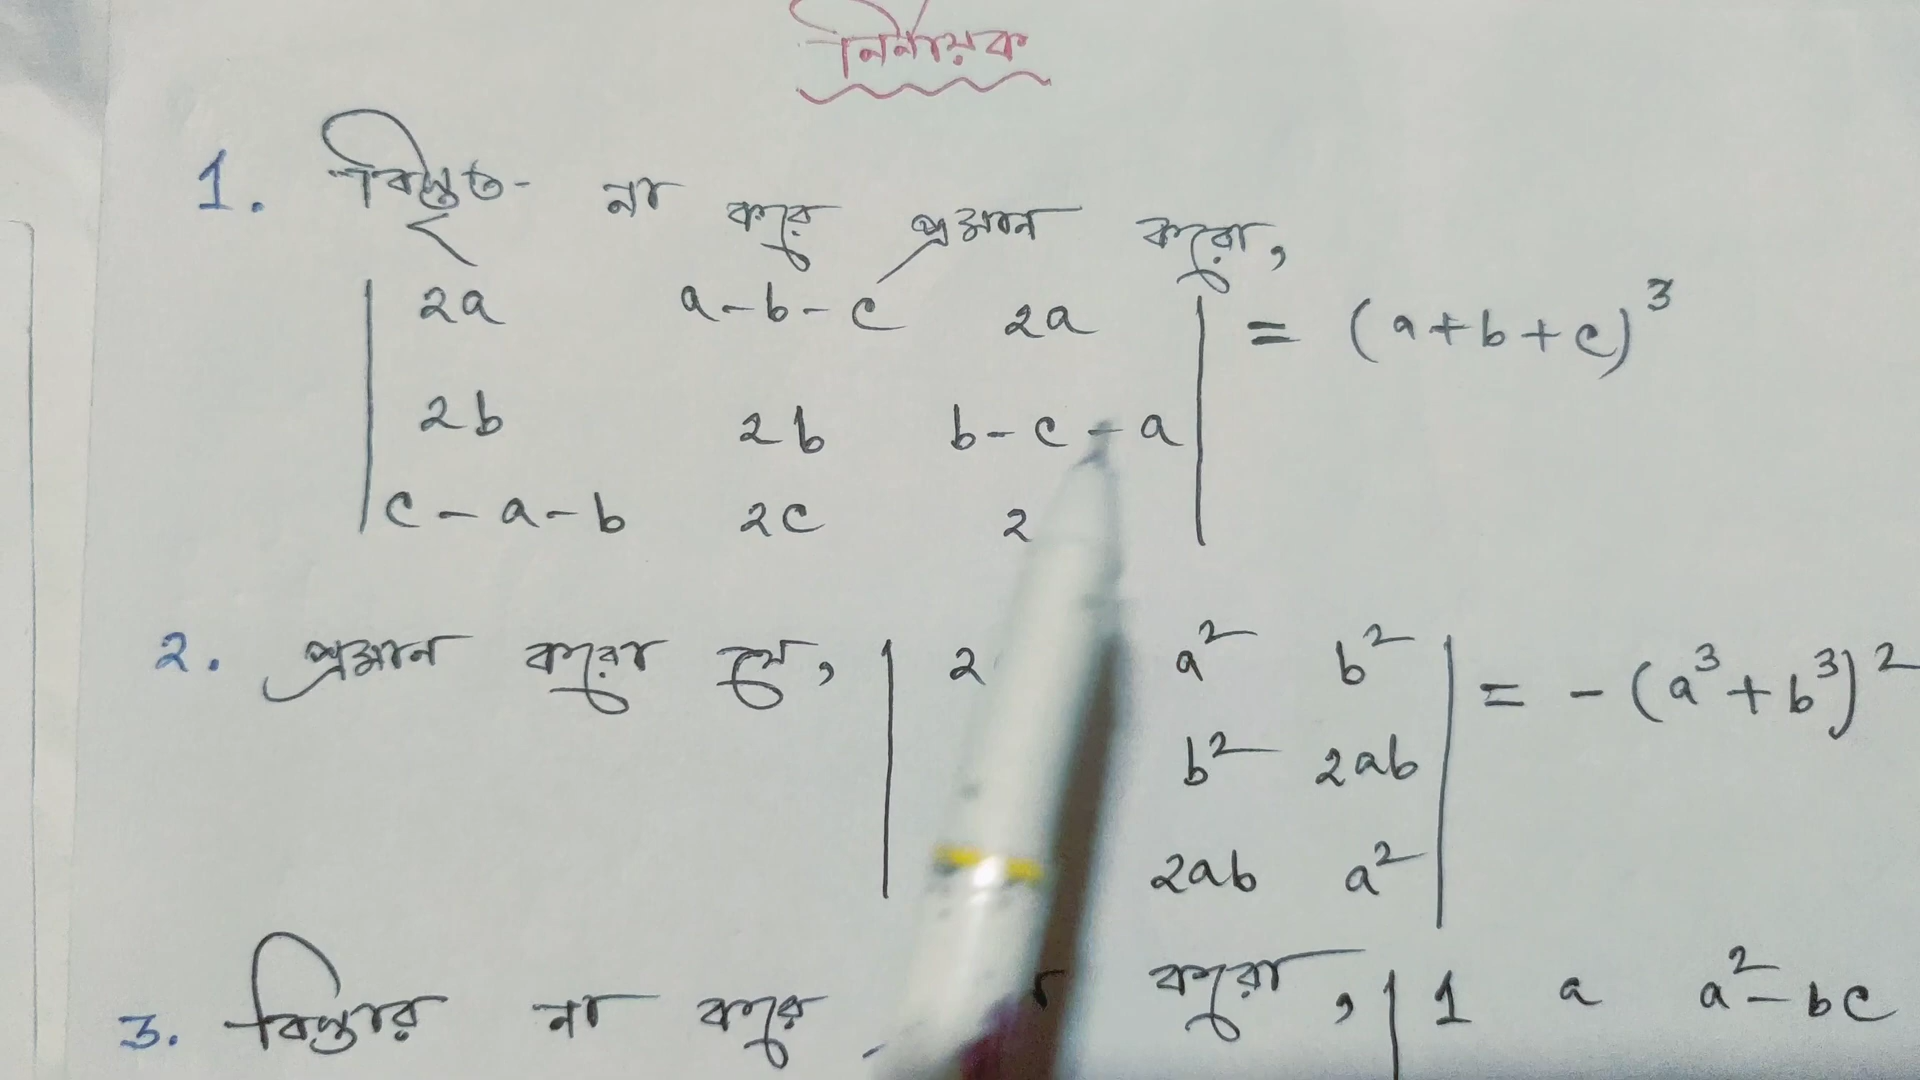 নির্ণায়ক
1. বিস্তৃত না করে প্রমান করো,
| 2a a-b-c 2a | = (a+b+c)³
| 2b 2b b-c-a |
| c-a-b 2c 2 |
2. প্রমান করো যে, | 2 a² b² | = -(a³+b³)²
| b² 2ab |
| 2ab a² |
3. বিস্তার না করে করো, | 1 a a²-bc